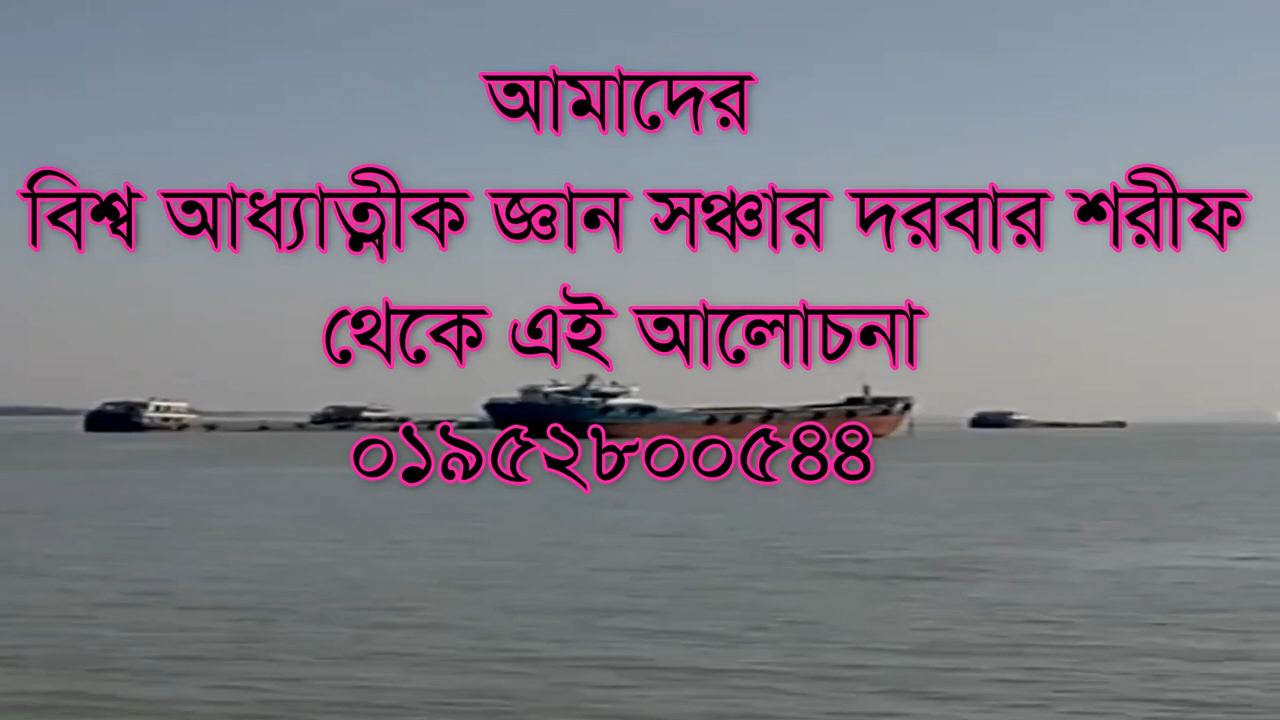 আমাদের
বিশ্ব আধ্যাত্নীক জ্ঞান সঞ্চার দরবার শরীফ
থেকে এই আলোচনা
০১৯৫২৮০০৫৪৪